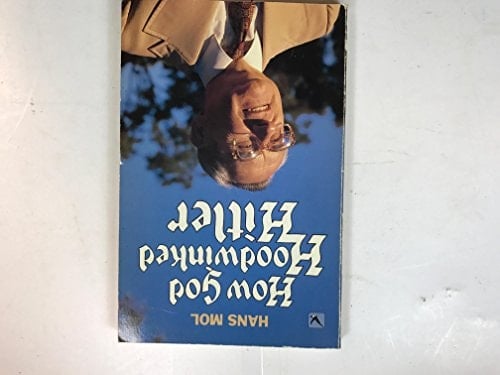 HANS MOL
How God
Hoodwinked
Hitler